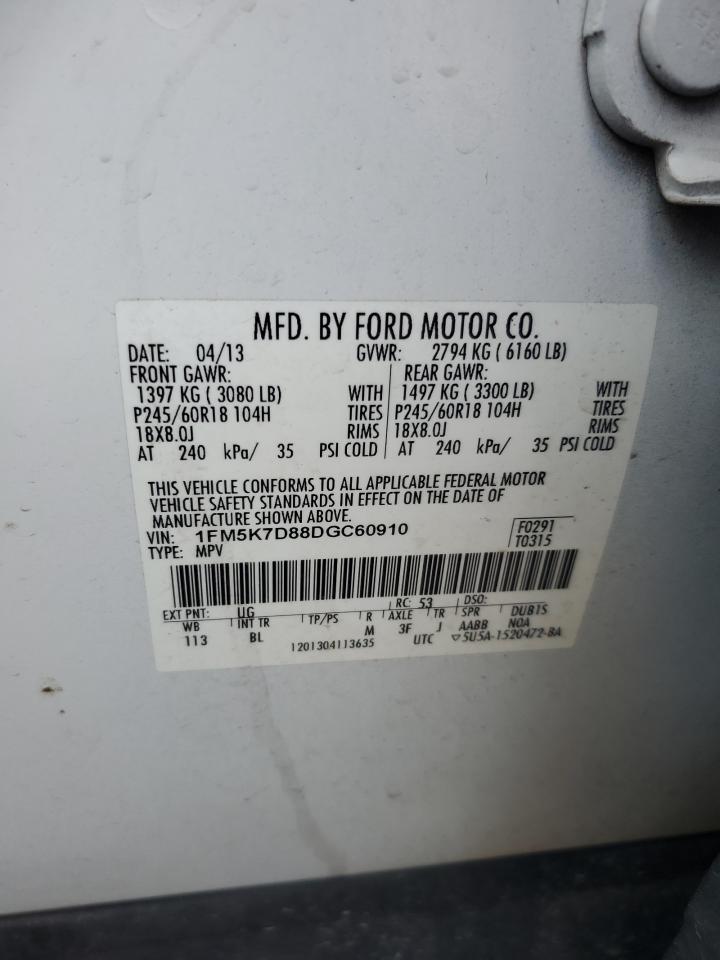 MFD. BY FORD MOTOR CO.
DATE: 04/13 GVWR: 2794 KG ( 6160 LB)
FRONT GAWR: REAR GAWR:
1397 KG ( 3080 LB) WITH 1497 KG ( 3300 LB) WITH
P245/60R18 104H TIRES P245/60R18 104H TIRES
18X8.0J RIMS 18X8.0J RIMS
AT 240 kPa/ 35 PSI COLD AT 240 kPa/ 35 PSI COLD
THIS VEHICLE CONFORMS TO ALL APPLICABLE FEDERAL MOTOR
VEHICLE SAFETY STANDARDS IN EFFECT ON THE DATE OF
MANUFACTURE SHOWN ABOVE.
VIN: 1FM5K7D88DGC60910 F0291
TYPE: MPV T0315
EXT PNT: UG RC: 53 DSO:
WB INT TR TP/PS R AXLE TR SPR DUB1S
113 BL M 3F J AABB NOA
1201304113635 UTC ▽5U5A-1520472-BA